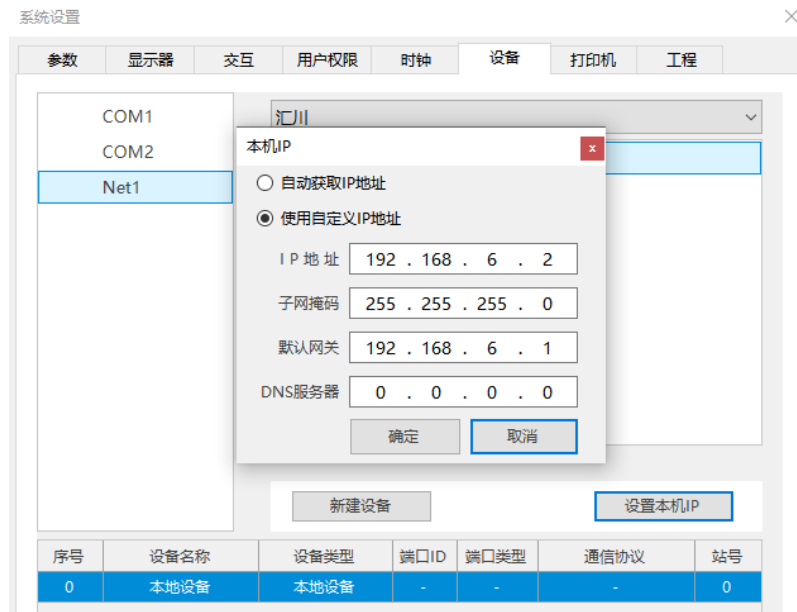 系统设置
参数 显示器 交互 用户权限 时钟 设备 打印机 工程
COM1
COM2
Net1
汇川
本机IP
x
自动获取IP地址
使用自定义IP地址
IP地址 192 . 168 . 6 . 2
子网掩码 255 . 255 . 255 . 0
默认网关 192 . 168 . 6 . 1
DNS服务器 0 . 0 . 0 . 0
确定 取消
新建设备 设置本机IP
序号 设备名称 设备类型 端口ID 端口类型 通信协议 站号
0 本地设备 本地设备 - - - 0